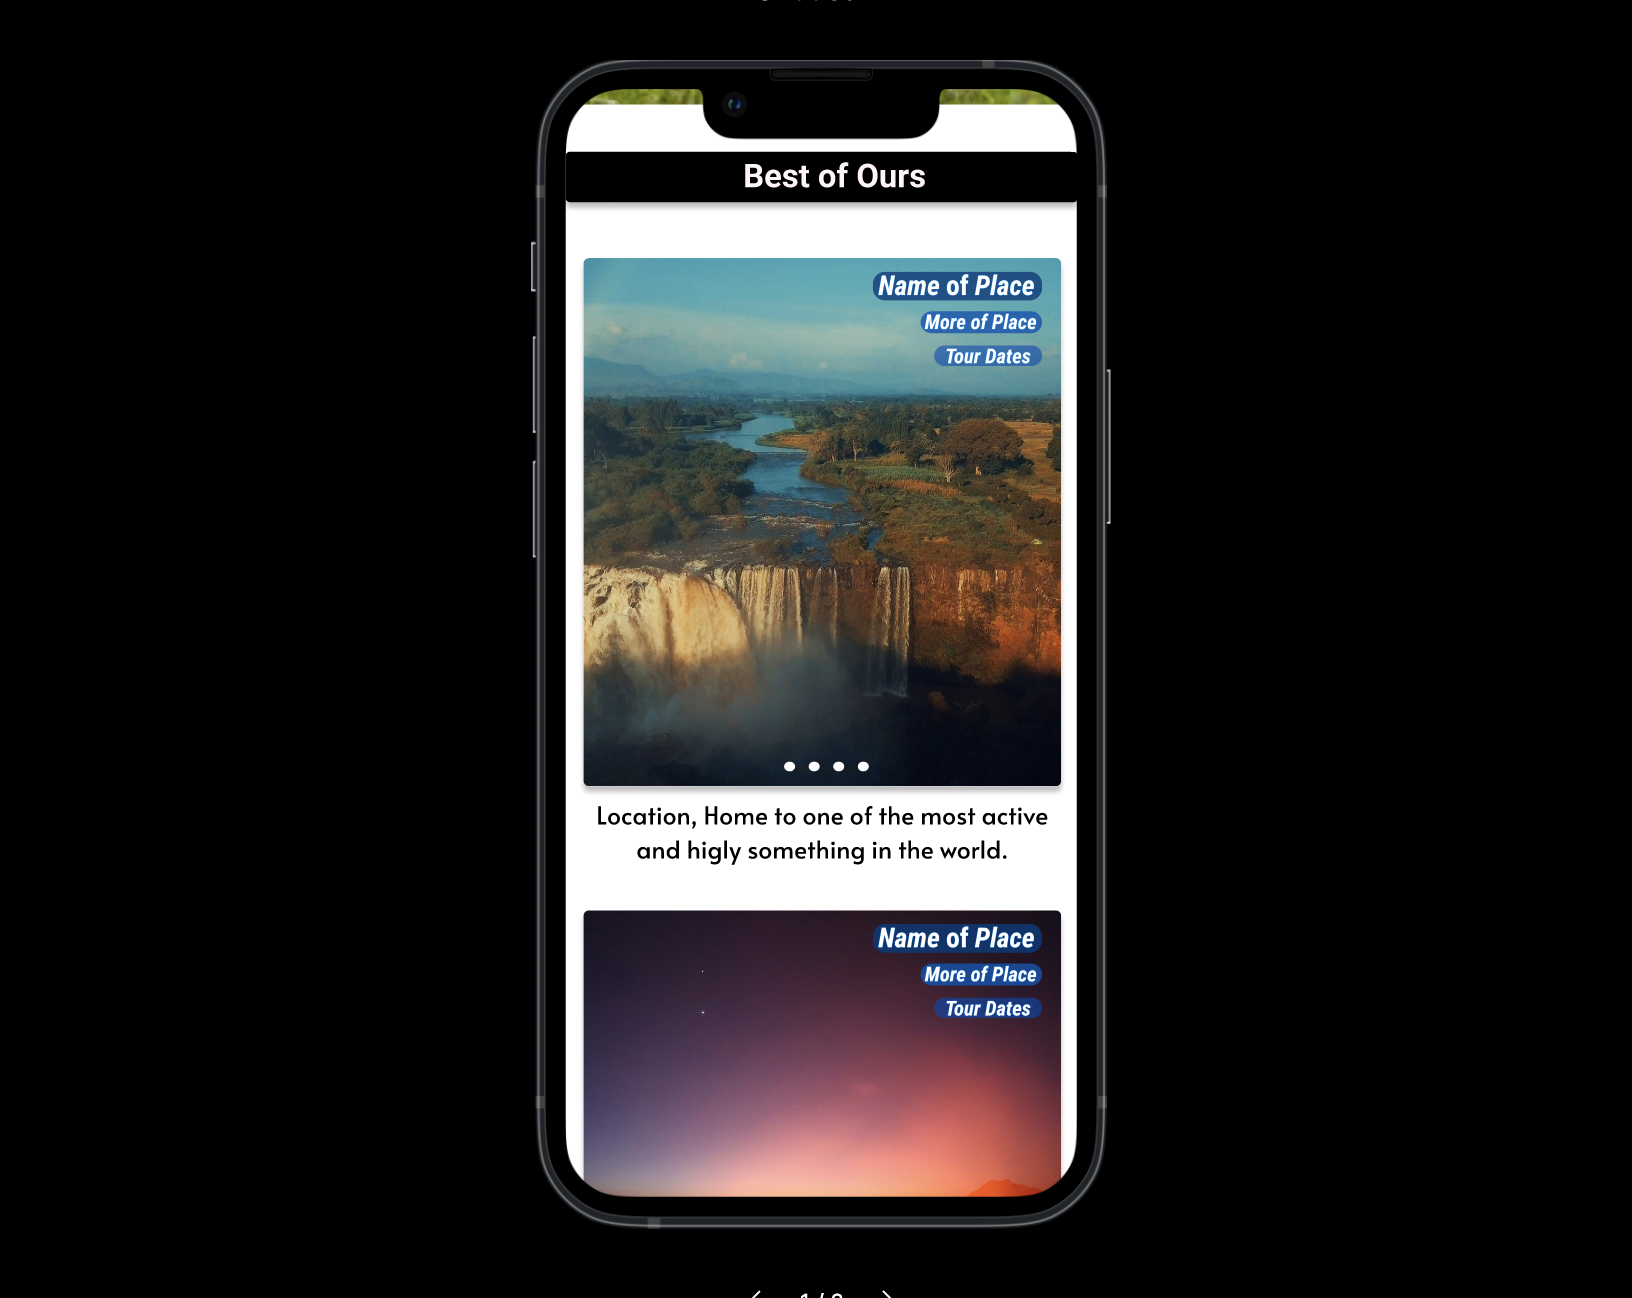 Best of Ours
Name of Place
More of Place
Tour Dates
Location, Home to one of the most active
and higly something in the world.
Name of Place
More of Place
Tour Dates